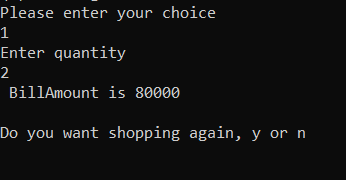 Please enter your choice
1
Enter quantity
2
BillAmount is 80000
Do you want shopping again, y or n